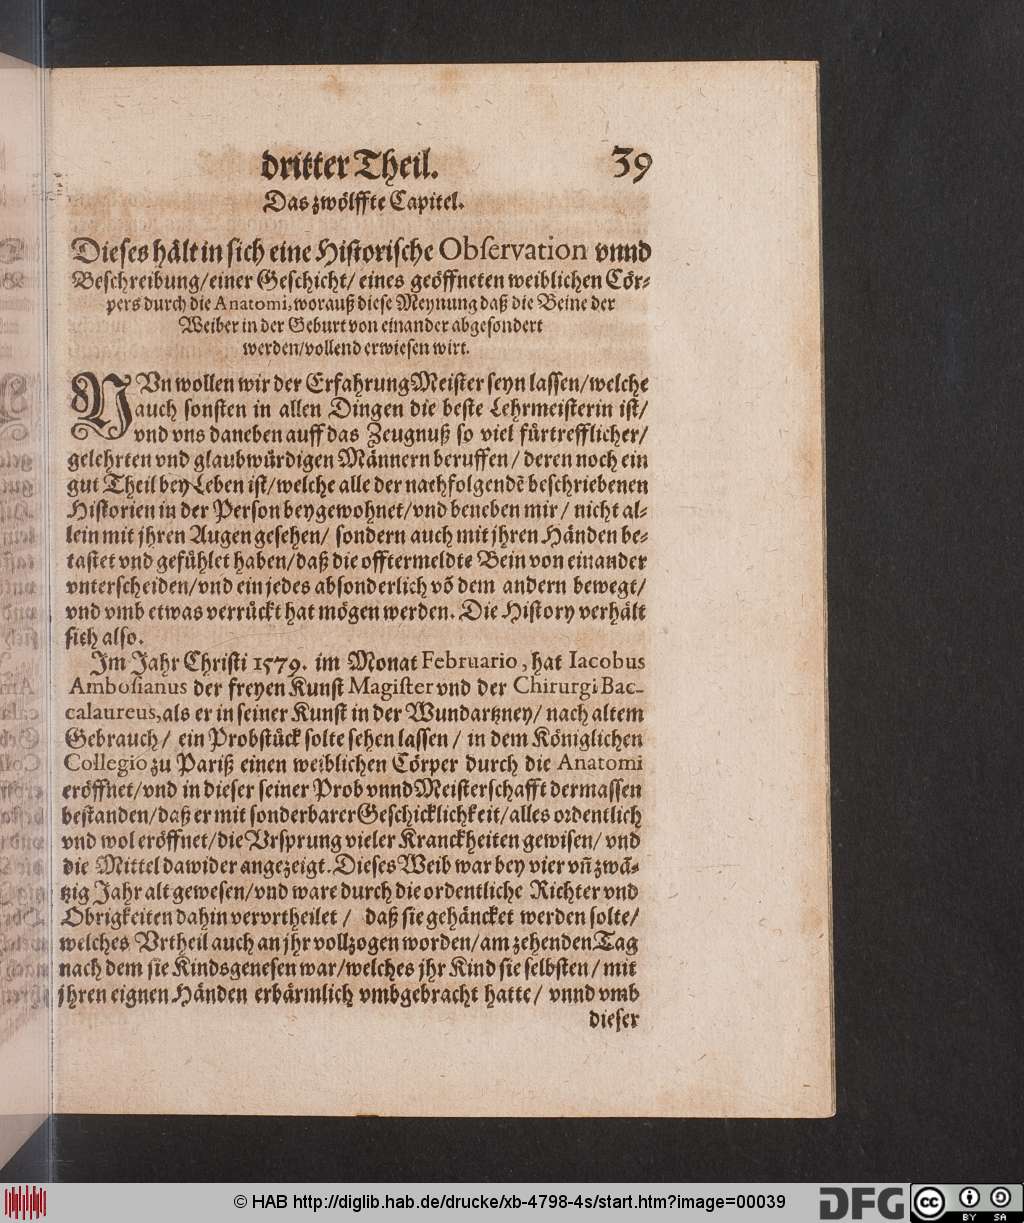 dritter Theil. 39
Das zwölffte Capitel.
Dieses hält in sich eine Historische Observation vnnd
Beschreibung/einer Geschicht/ eines geöffneten weiblichen Cör-
pers durch die Anatomi, worauß diese Meynung daß die Beine der
Weiber in der Geburt von einander abgesondert
werden/vollend erwiesen wirt.
NVn wollen wir der Erfahrung Meister seyn lassen/welche
auch sonsten in allen Dingen die beste Lehrmeisterin ist/
vnd vns daneben auff das Zeugnuß so viel fürtrefflicher/
gelehrten vnd glaubwürdigen Männern beruffen/ deren noch ein
gut Theil bey Leben ist/welche alle der nachfolgendē beschriebenen
Historien in der Person beygewohnet/vnd beneben mir/ nicht al-
lein mit jhren Augen gesehen/ sondern auch mit jhren Händen be-
tastet vnd gefühlet haben/daß die offtermeldte Bein von einander
vnterscheiden/vnd ein jedes absonderlich vō dem andern bewegt/
vnd vmb etwas verrückt hat mögen werden. Die History verhält
sich also.
Im Jahr Christi 1579. im Monat Februario, hat Iacobus
Ambosianus der freyen Kunst Magister vnd der Chirurgi Bac-
calaureus, als er in seiner Kunst in der Wundartzney/ nach altem
Gebrauch/ ein Probstück solte sehen lassen/ in dem Königlichen
Collegio zu Pariß einen weiblichen Cörper durch die Anatomi
eröffnet/vnd in dieser seiner Prob vnnd Meisterschafft dermassen
bestanden/daß er mit sonderbarer Geschicklichkeit/alles ordentlich
vnd wol eröffnet/die Vrsprung vieler Kranckheiten gewisen/ vnd
die Mittel dawider angezeigt. Dieses Weib war bey vier vñ zwä-
tzig Jahr alt gewesen/vnd ware durch die ordentliche Richter vnd
Obrigkeiten dahin vervrtheilet/ daß sie gehäncket werden solte/
welches Vrtheil auch an jhr vollzogen worden/am zehenden Tag
nach dem sie Kindsgenesen war/welches jhr Kind sie selbsten/ mit
jhren eignen Händen erbärmlich vmbgebracht hatte/ vnnd vmb
dieser
© HAB http://diglib.hab.de/drucke/xb-4798-4s/start.htm?image=00039
DFG
cc
BY SA